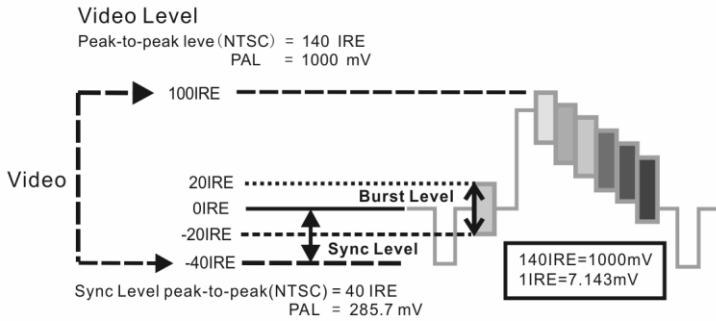 Video Level
Peak-to-peak leve(NTSC) = 140 IRE
PAL = 1000 mV
100IRE
Video
20IRE
Burst Level
0IRE
-20IRE
Sync Level
-40IRE
140IRE=1000mV
1IRE=7.143mV
Sync Level peak-to-peak(NTSC) = 40 IRE
PAL = 285.7 mV